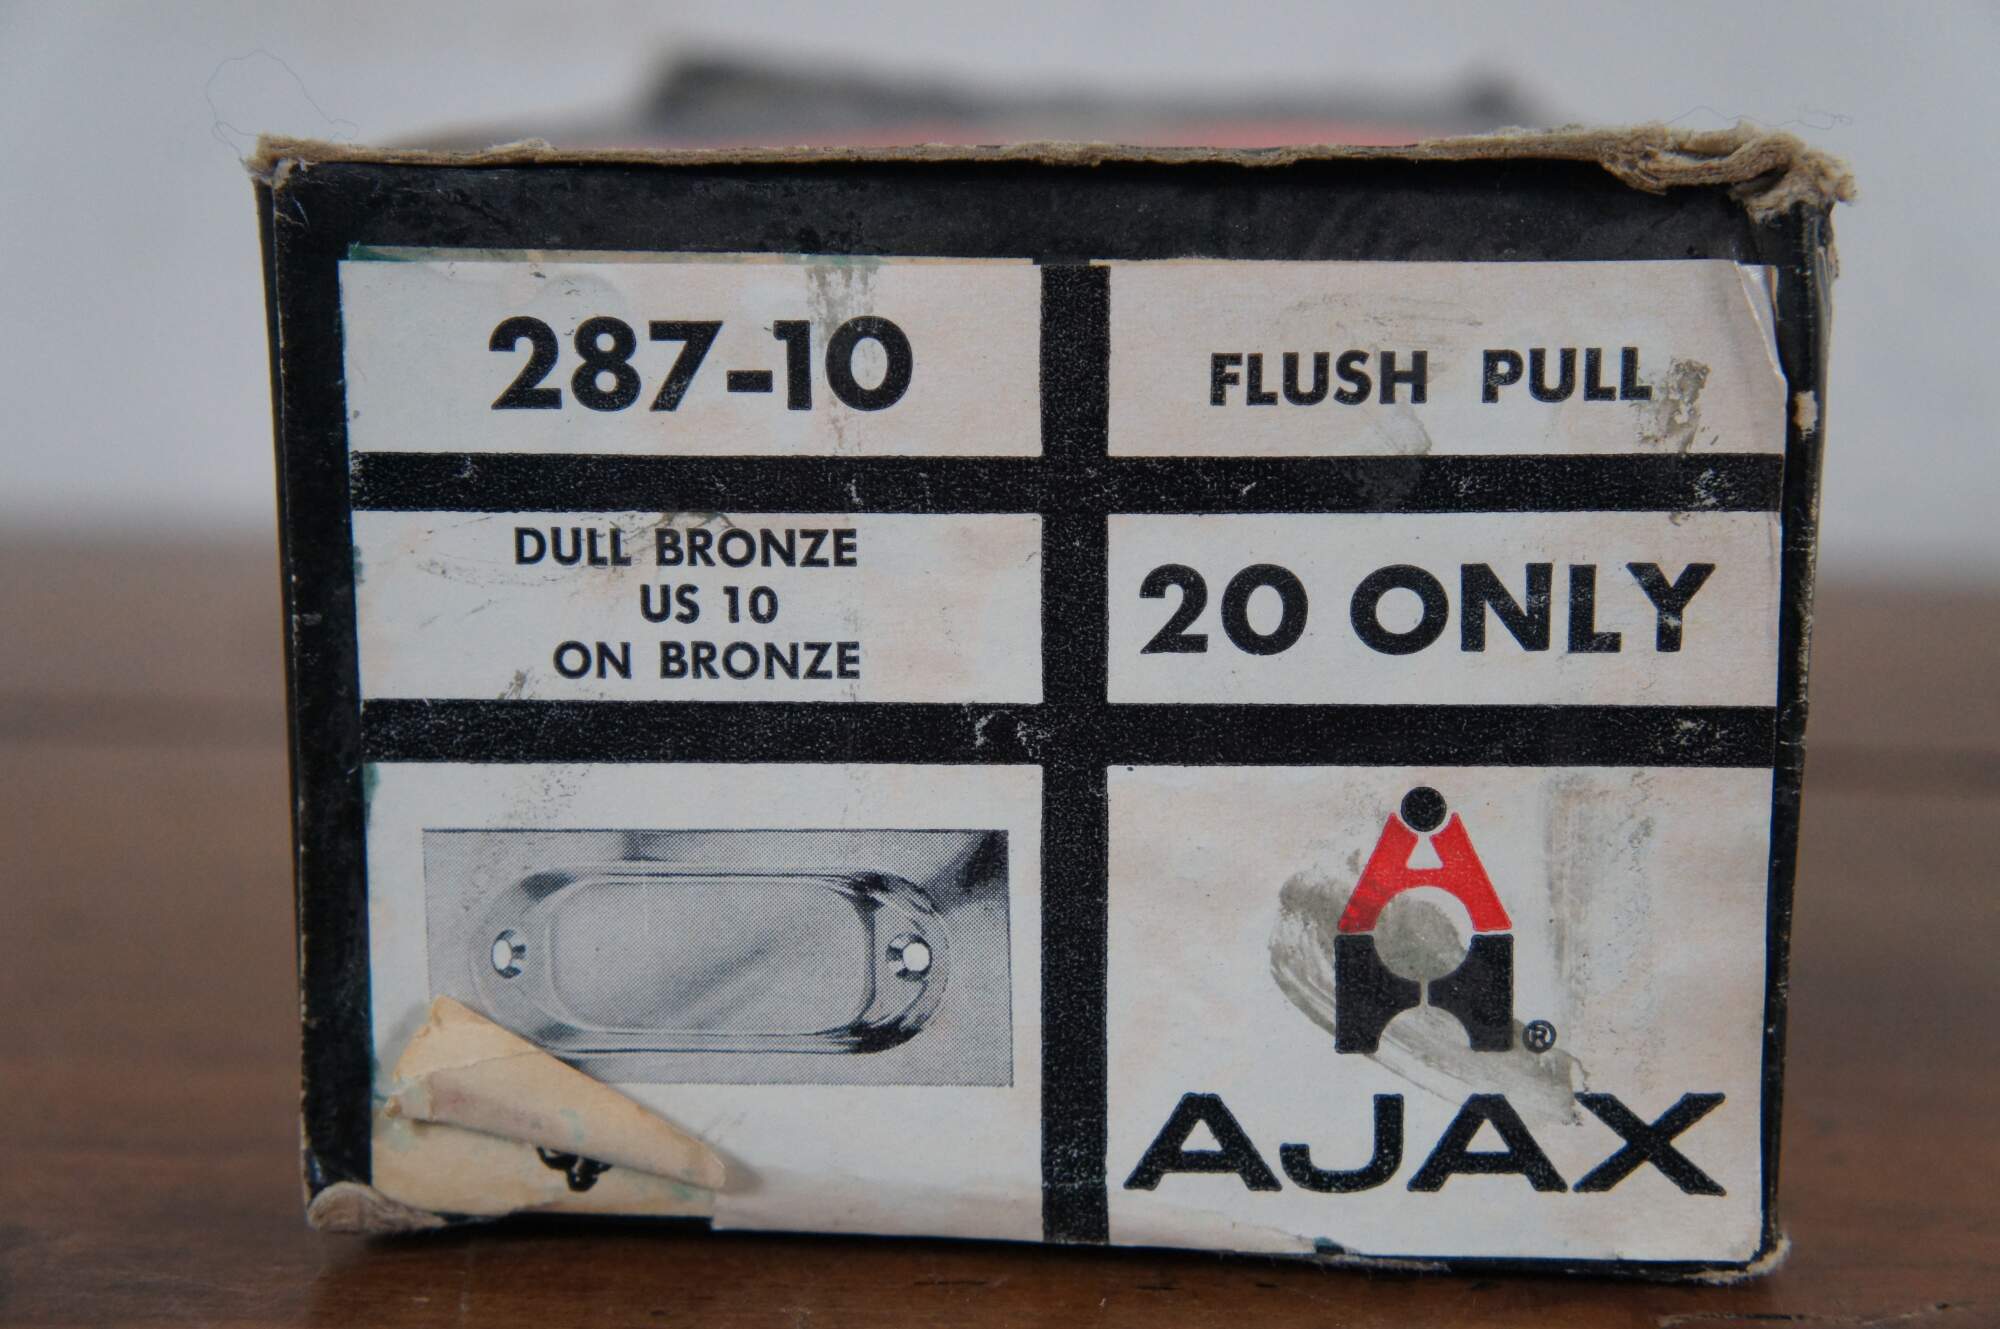 287-10
FLUSH PULL
DULL BRONZE
US 10
ON BRONZE
20 ONLY
®
AJAX